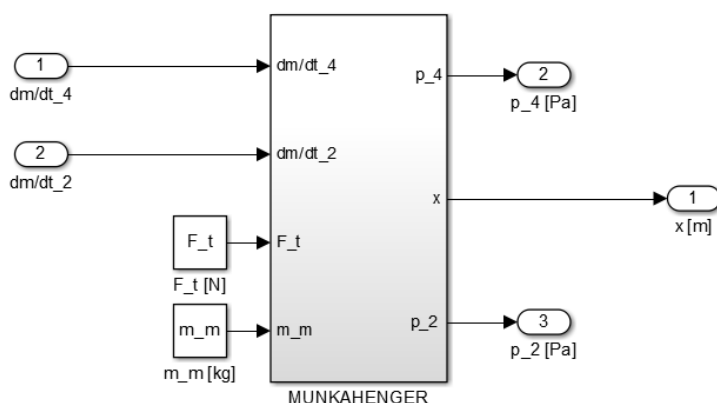 1
dm/dt_4
2
dm/dt_2
F_t
F_t [N]
m_m
m_m [kg]
dm/dt_4
dm/dt_2
F_t
m_m
p_4
x
p_2
MUNKAHENGER
2
p_4 [Pa]
1
x [m]
3
p_2 [Pa]